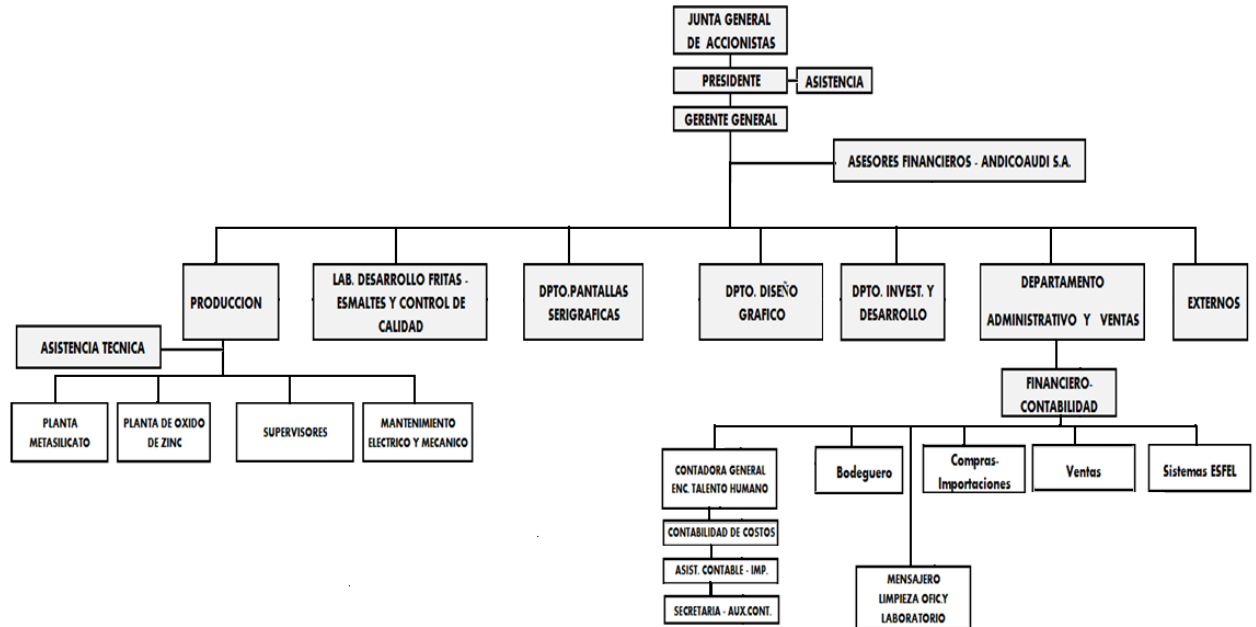 JUNTA GENERAL
DE ACCIONISTAS
PRESIDENTE
ASISTENCIA
GERENTE GENERAL
ASESORES FINANCIEROS - ANDICOAUDI S.A.
PRODUCCION
LAB. DESARROLLO FRITAS -
ESMALTES Y CONTROL DE
CALIDAD
DPTO.PANTALLAS
SERIGRAFICAS
DPTO. DISEÑO
GRAFICO
DPTO. INVEST. Y
DESARROLLO
DEPARTAMENTO
ADMINISTRATIVO Y VENTAS
EXTERNOS
ASISTENCIA TECNICA
PLANTA
METASILICATO
PLANTA DE OXIDO
DE ZINC
SUPERVISORES
MANTENIMIENTO
ELECTRICO Y MECANICO
FINANCIERO-
CONTABILIDAD
CONTADORA GENERAL
ENC. TALENTO HUMANO
Bodeguero
Compras-
Importaciones
Ventas
Sistemas ESFEL
CONTABILIDAD DE COSTOS
ASIST. CONTABLE - IMP.
SECRETARIA - AUX.CONT.
MENSAJERO
LIMPIEZA OFIC.Y
LABORATORIO